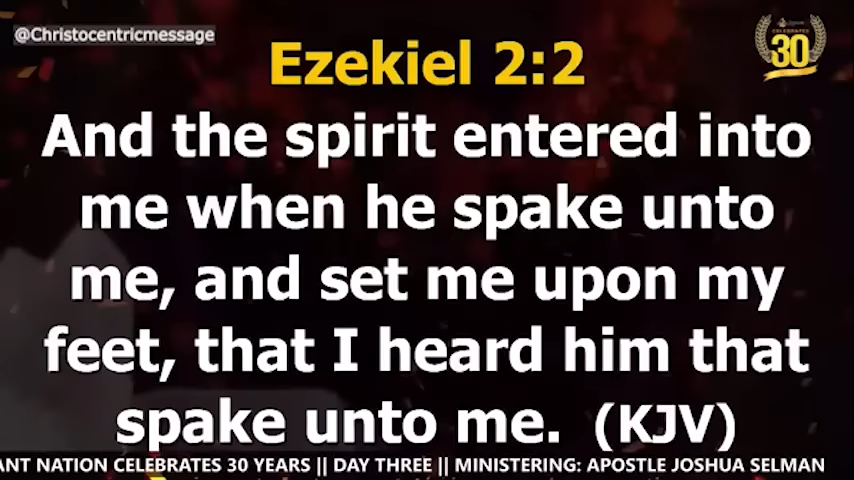 @Christocentricmessage
CELEBRATES
30
Ezekiel 2:2
And the spirit entered into
me when he spake unto
me, and set me upon my
feet, that I heard him that
spake unto me. (KJV)
ANT NATION CELEBRATES 30 YEARS || DAY THREE || MINISTERING: APOSTLE JOSHUA SELMAN